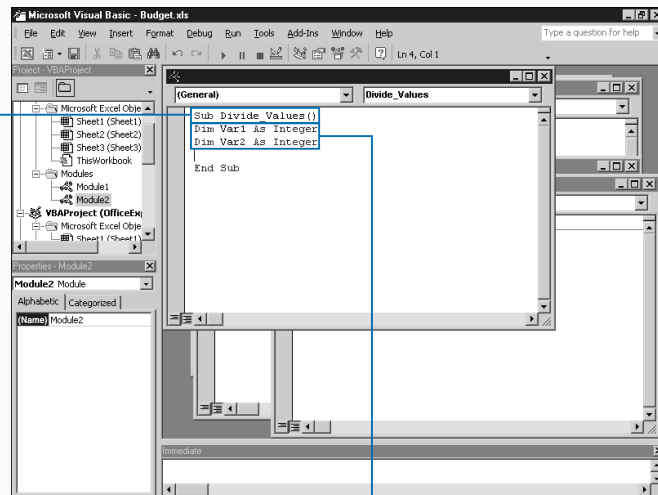 Microsoft Visual Basic - Budget.xls
File Edit View Insert Format Debug Run Tools Add-Ins Window Help
Type a question for help
Ln 4, Col 1
Project - VBAProject
Microsoft Excel Obje
Sheet1 (Sheet1)
Sheet2 (Sheet2)
Sheet3 (Sheet3)
ThisWorkbook
Modules
Module1
Module2
VBAProject (OfficeEx
Microsoft Excel Obje
Sheet1 (Sheet1)
Properties - Module2
Module2 Module
Alphabetic Categorized
(Name) Module2
(General)
Divide_Values
Sub Divide_Values()
Dim Var1 As Integer
Dim Var2 As Integer
End Sub
Immediate